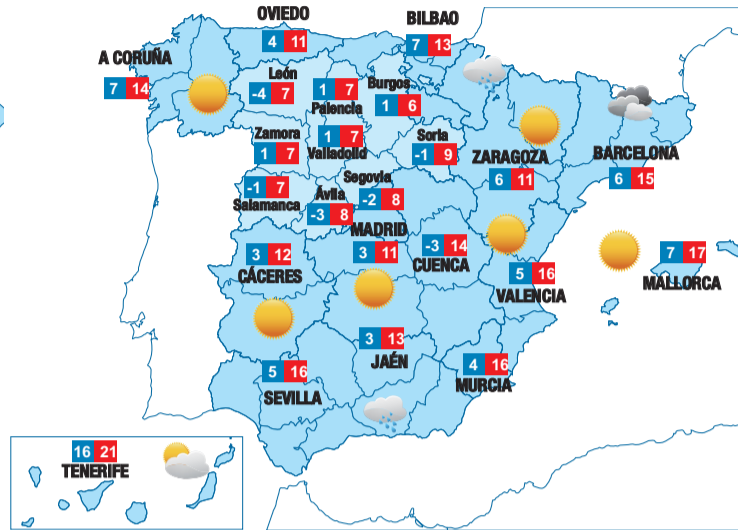 OVIEDO
4 11
BILBAO
7 13
A CORUÑA
7 14
León
-4 7
1 7
Palencia
Burgos
1 6
Zamora
1 7
1 7
Valladolid
Soria
-1 9
ZARAGOZA
6 11
BARCELONA
6 15
-1 7
Salamanca
Ávila
-3 8
Segovia
-2 8
MADRID
3 11
-3 14
CUENCA
3 12
CÁCERES
5 16
VALENCIA
7 17
MALLORCA
3 13
JAÉN
4 16
MURCIA
5 16
SEVILLA
16 21
TENERIFE